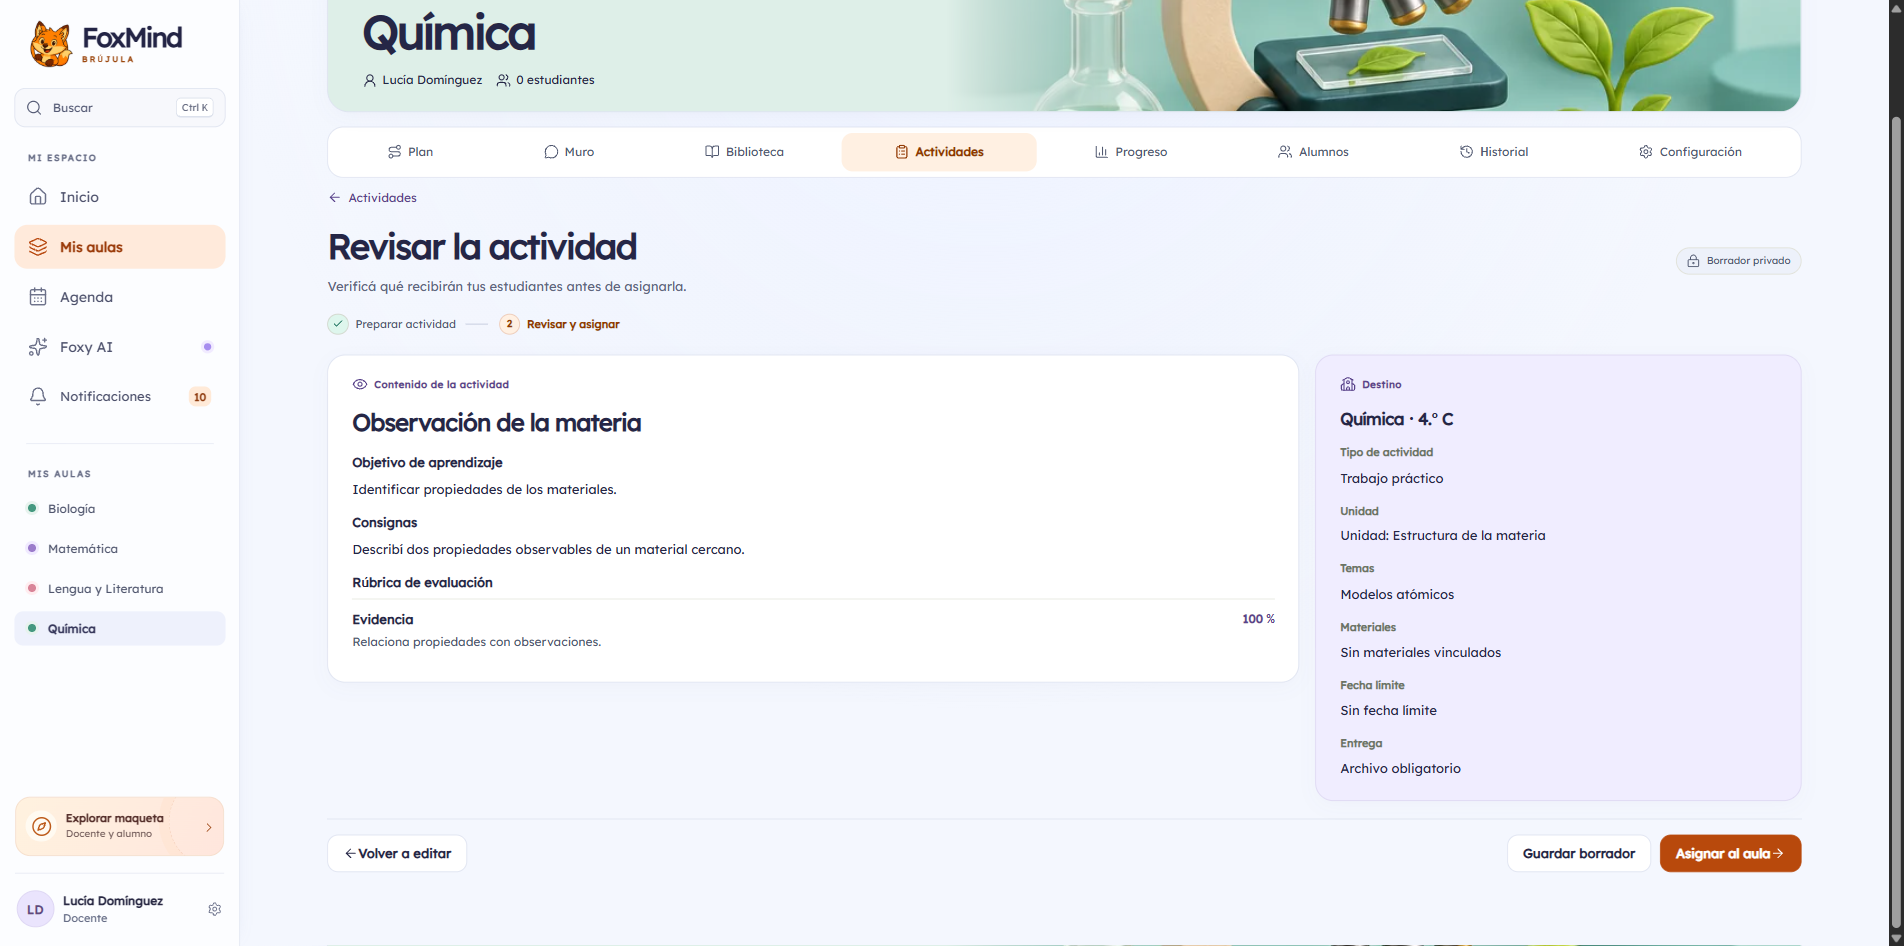 FoxMind
BRÚJULA
Buscar
Ctrl K
MI ESPACIO
Inicio
Mis aulas
Agenda
Foxy AI
Notificaciones
10
MIS AULAS
Biología
Matemática
Lengua y Literatura
Química
Explorar maqueta
Docente y alumno
LD
Lucía Domínguez
Docente
Química
Lucía Domínguez
0 estudiantes
Plan
Muro
Biblioteca
Actividades
Progreso
Alumnos
Historial
Configuración
← Actividades
Revisar la actividad
Verificá qué recibirán tus estudiantes antes de asignarla.
Borrador privado
Preparar actividad
2
Revisar y asignar
Contenido de la actividad
Observación de la materia
Objetivo de aprendizaje
Identificar propiedades de los materiales.
Consignas
Describí dos propiedades observables de un material cercano.
Rúbrica de evaluación
Evidencia
100 %
Relaciona propiedades con observaciones.
Destino
Química · 4.º C
Tipo de actividad
Trabajo práctico
Unidad
Unidad: Estructura de la materia
Temas
Modelos atómicos
Materiales
Sin materiales vinculados
Fecha límite
Sin fecha límite
Entrega
Archivo obligatorio
←Volver a editar
Guardar borrador
Asignar al aula→